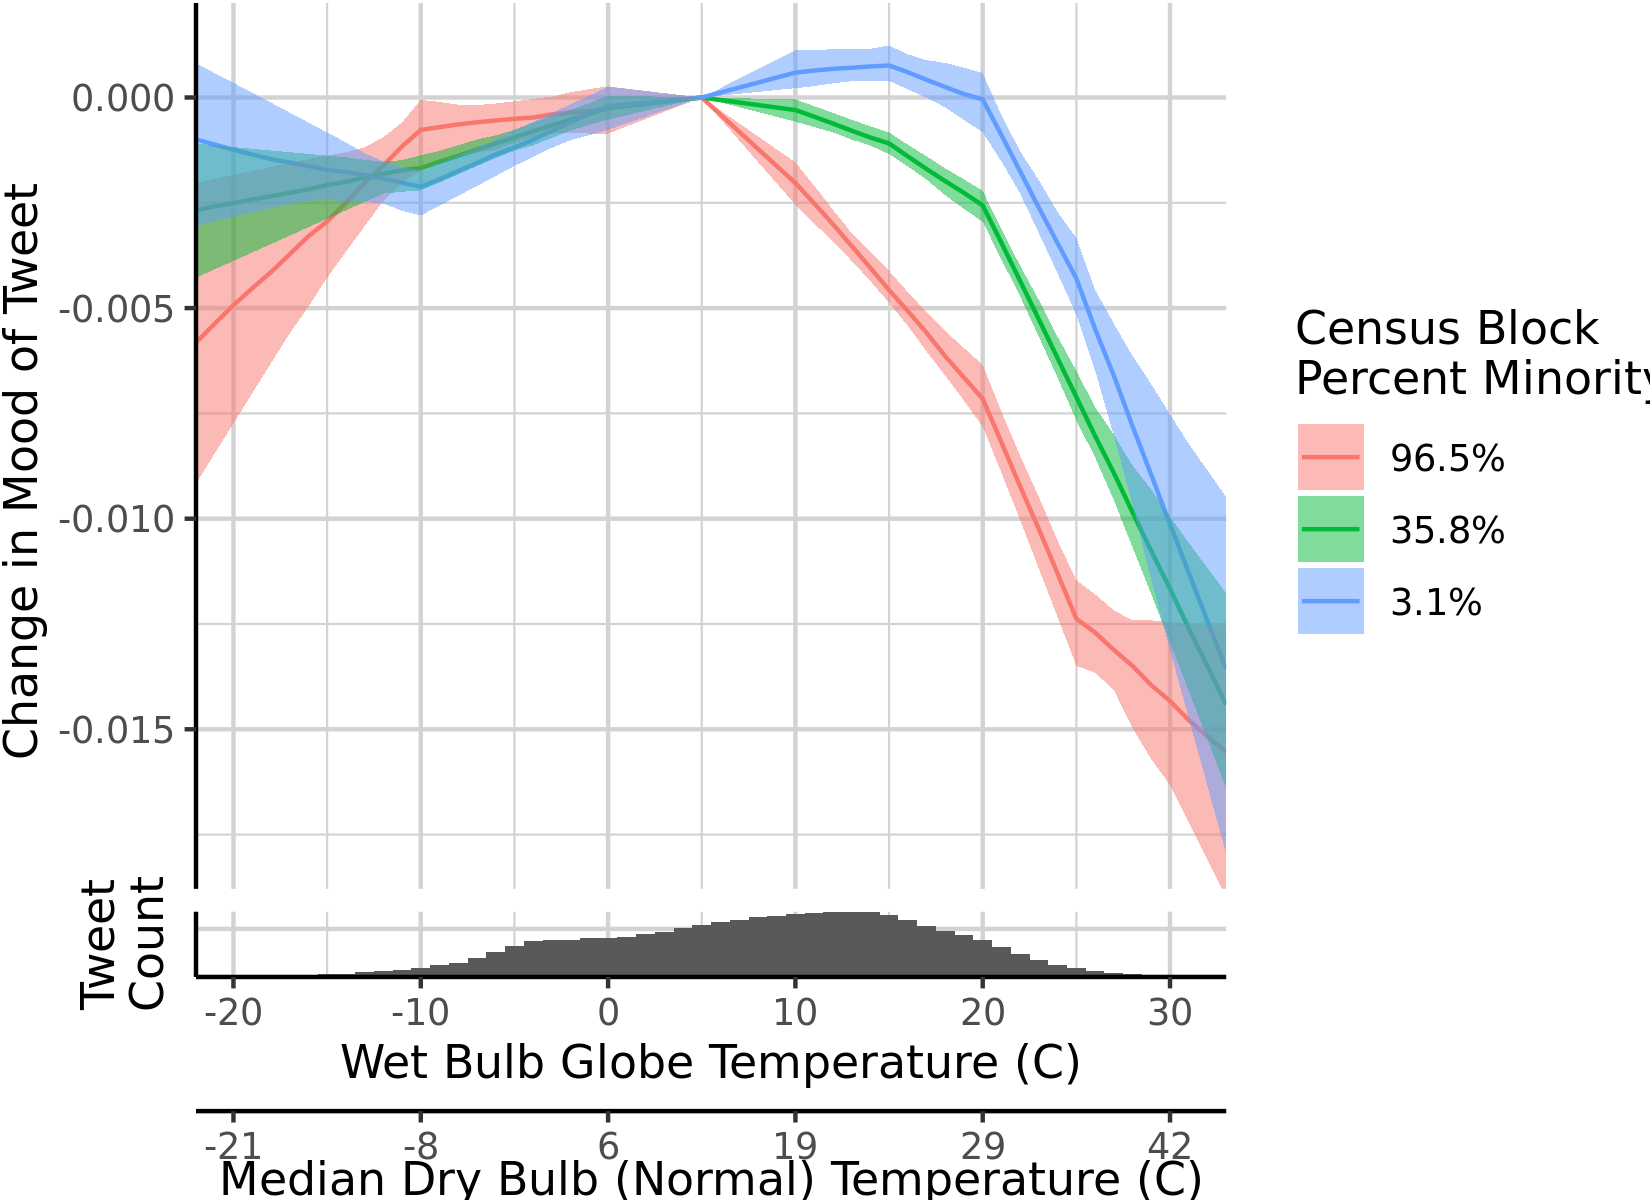 Change in Mood of Tweet
0.000
-0.005
-0.010
-0.015
Census Block
Percent Minority
96.5%
35.8%
3.1%
Tweet
Count
-20 -10 0 10 20 30
Wet Bulb Globe Temperature (C)
-21 -8 6 19 29 42
Median Dry Bulb (Normal) Temperature (C)